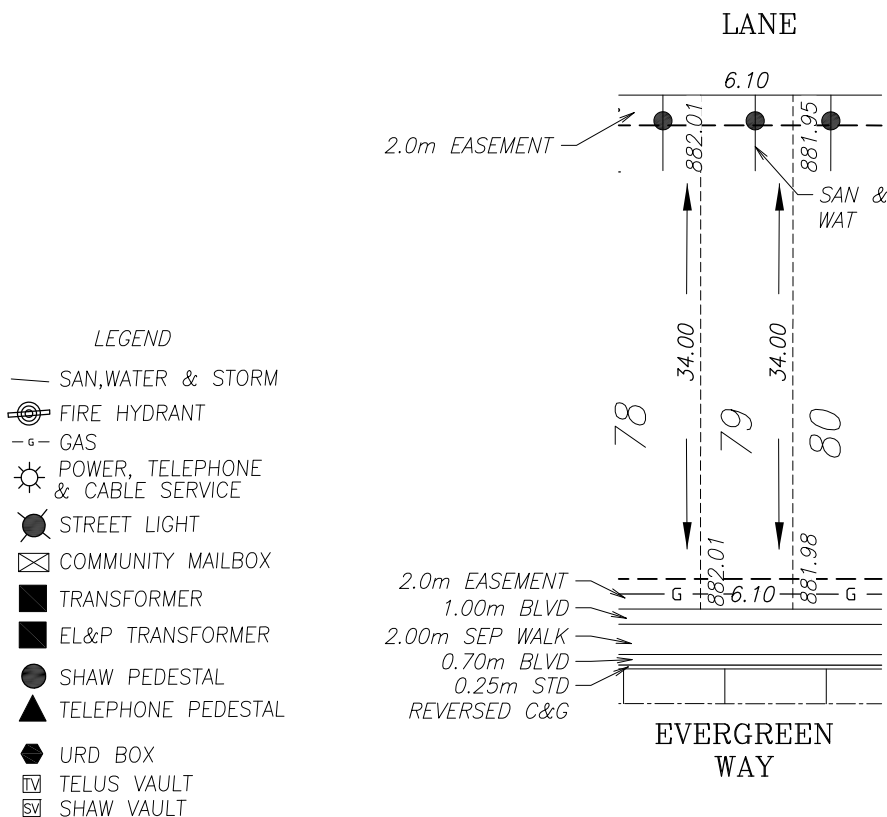 LANE
6.10
2.0m EASEMENT
882.01
881.95
SAN &
WAT
34.00
34.00
78
79
80
LEGEND
SAN,WATER & STORM
FIRE HYDRANT
G GAS
POWER, TELEPHONE
& CABLE SERVICE
STREET LIGHT
COMMUNITY MAILBOX
TRANSFORMER
EL&P TRANSFORMER
SHAW PEDESTAL
TELEPHONE PEDESTAL
URD BOX
TV TELUS VAULT
SV SHAW VAULT
882.01
881.98
2.0m EASEMENT
G 6.10 G
1.00m BLVD
2.00m SEP WALK
0.70m BLVD
0.25m STD
REVERSED C&G
EVERGREEN
WAY